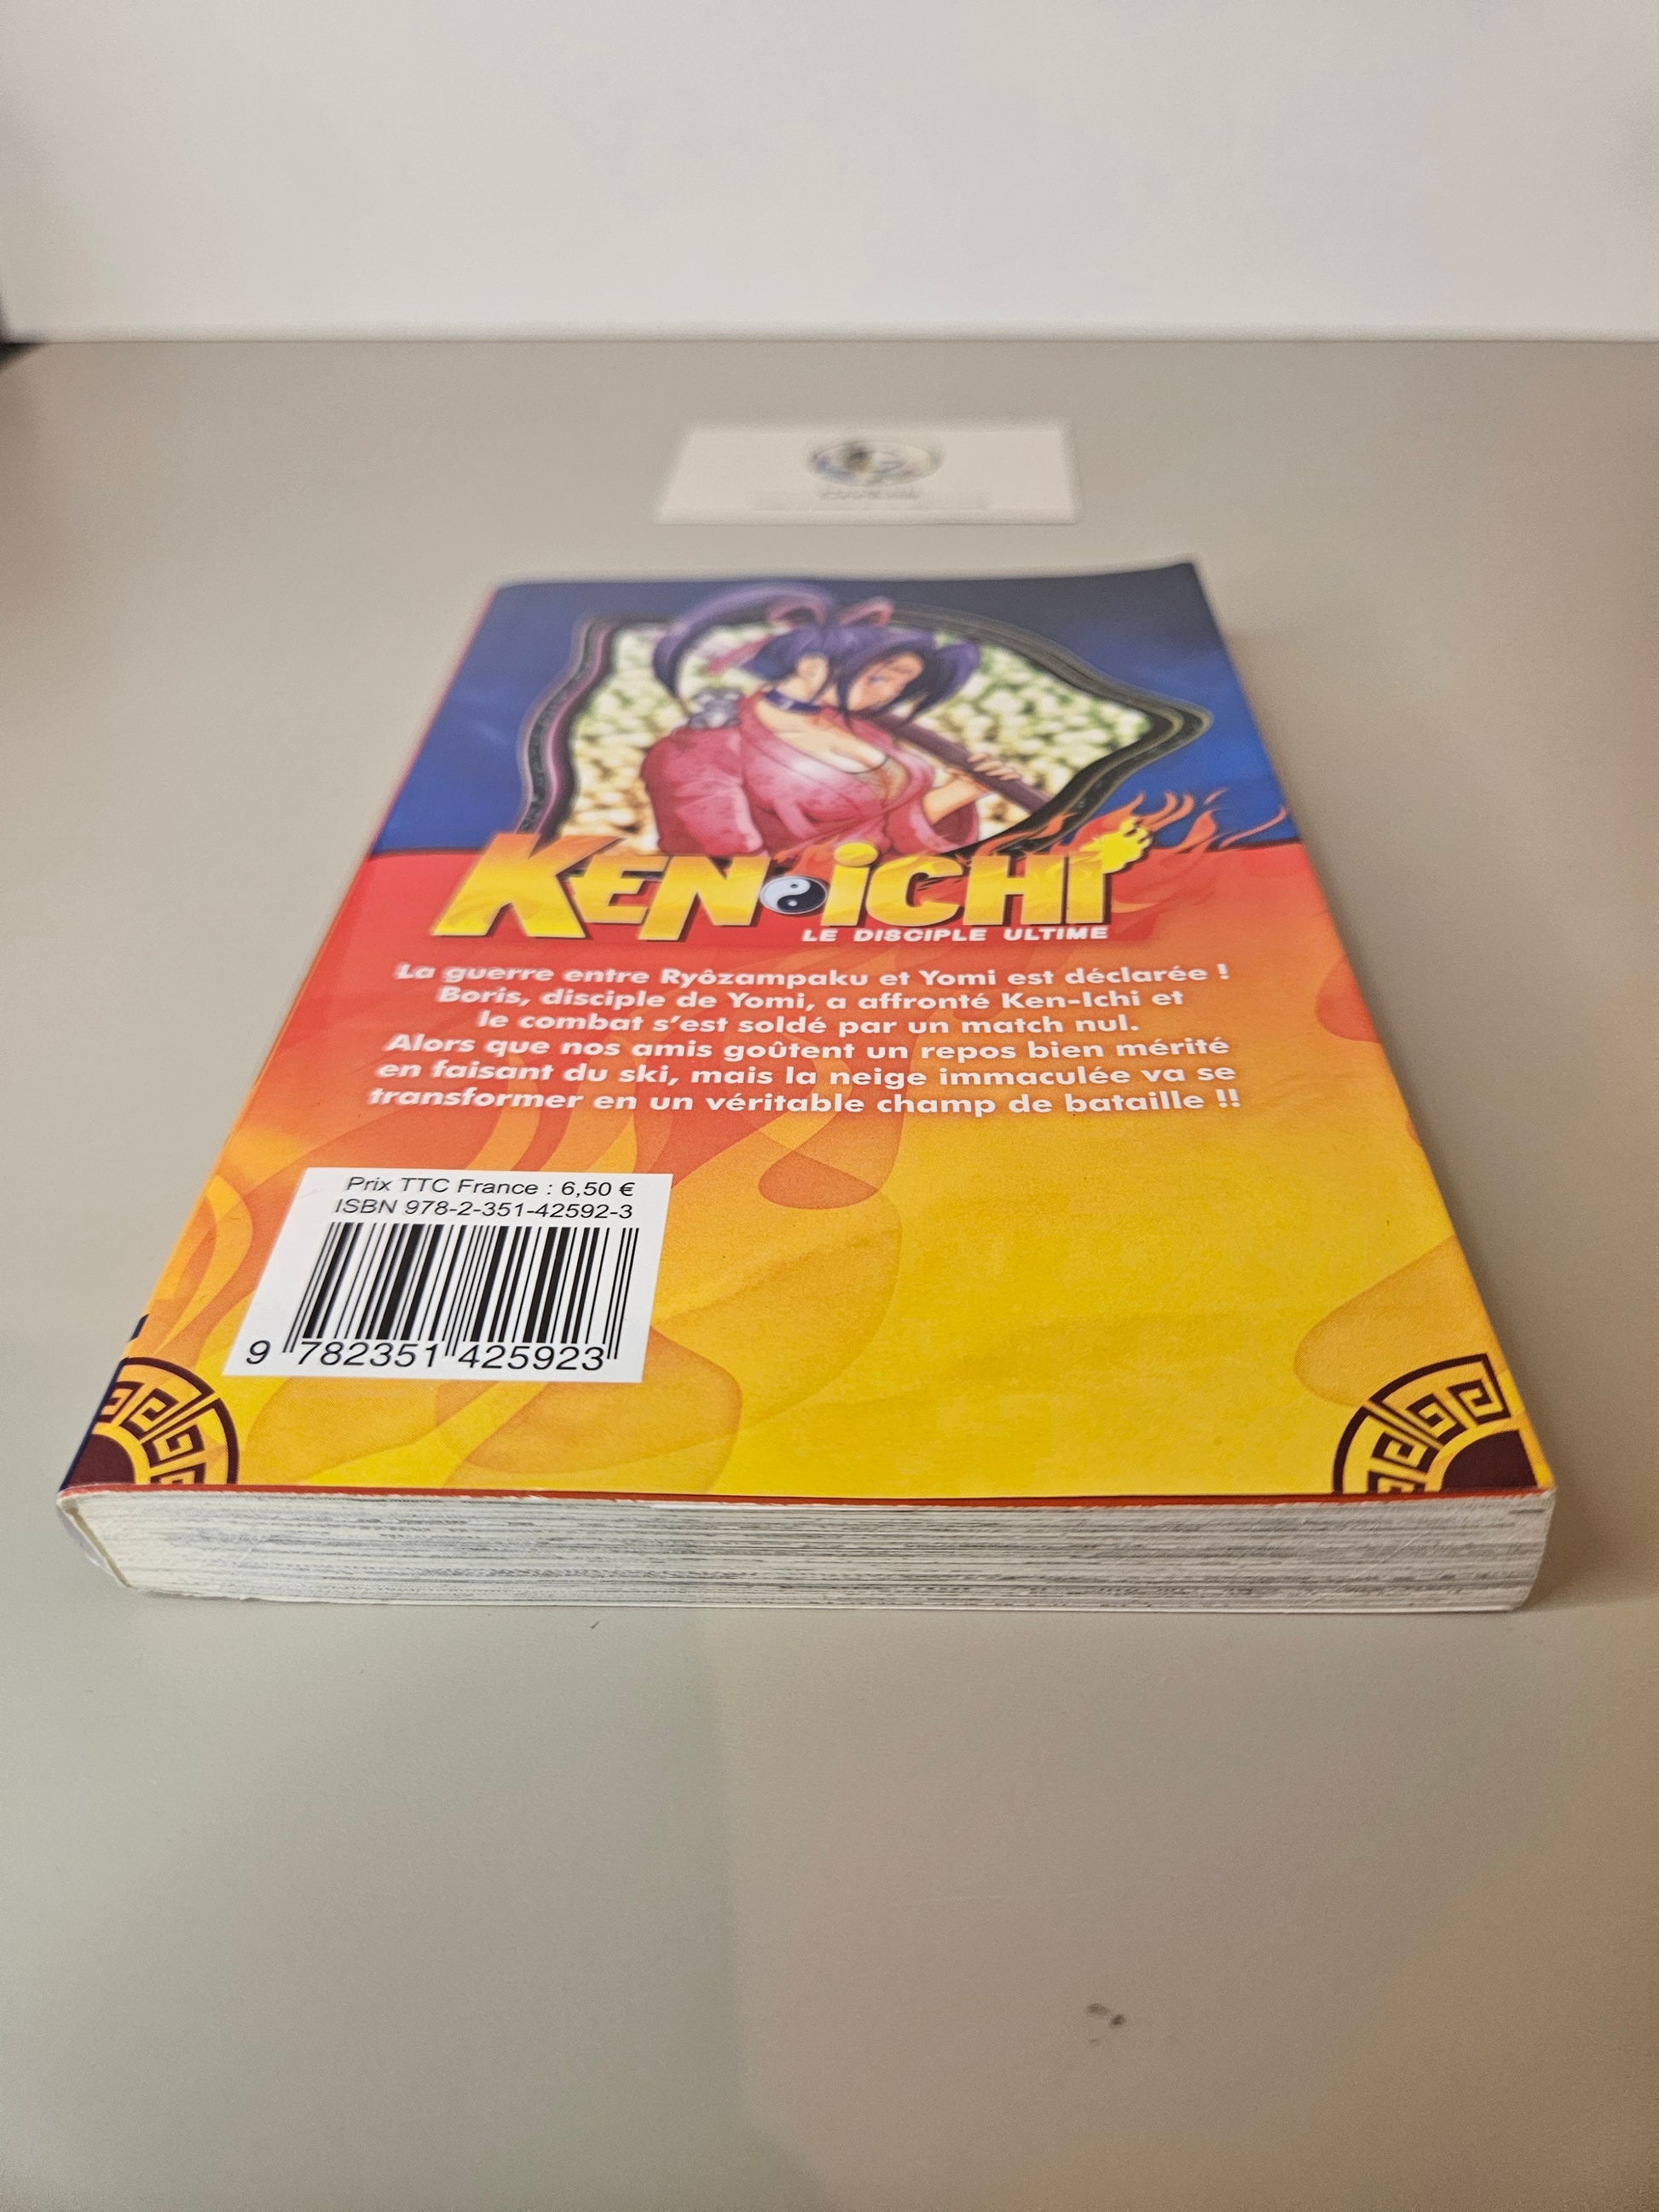 KEN ICHI
LE DISCIPLE ULTIME
La guerre entre Ryôzampaku et Yomi est déclarée !
Boris, disciple de Yomi, a affronté Ken-Ichi et
le combat s'est soldé par un match nul.
Alors que nos amis goûtent un repos bien mérité
en faisant du ski, mais la neige immaculée va se
transformer en un véritable champ de bataille !!
Prix TTC France : 6,50 €
ISBN 978-2-351-42592-3
9 782351 425923